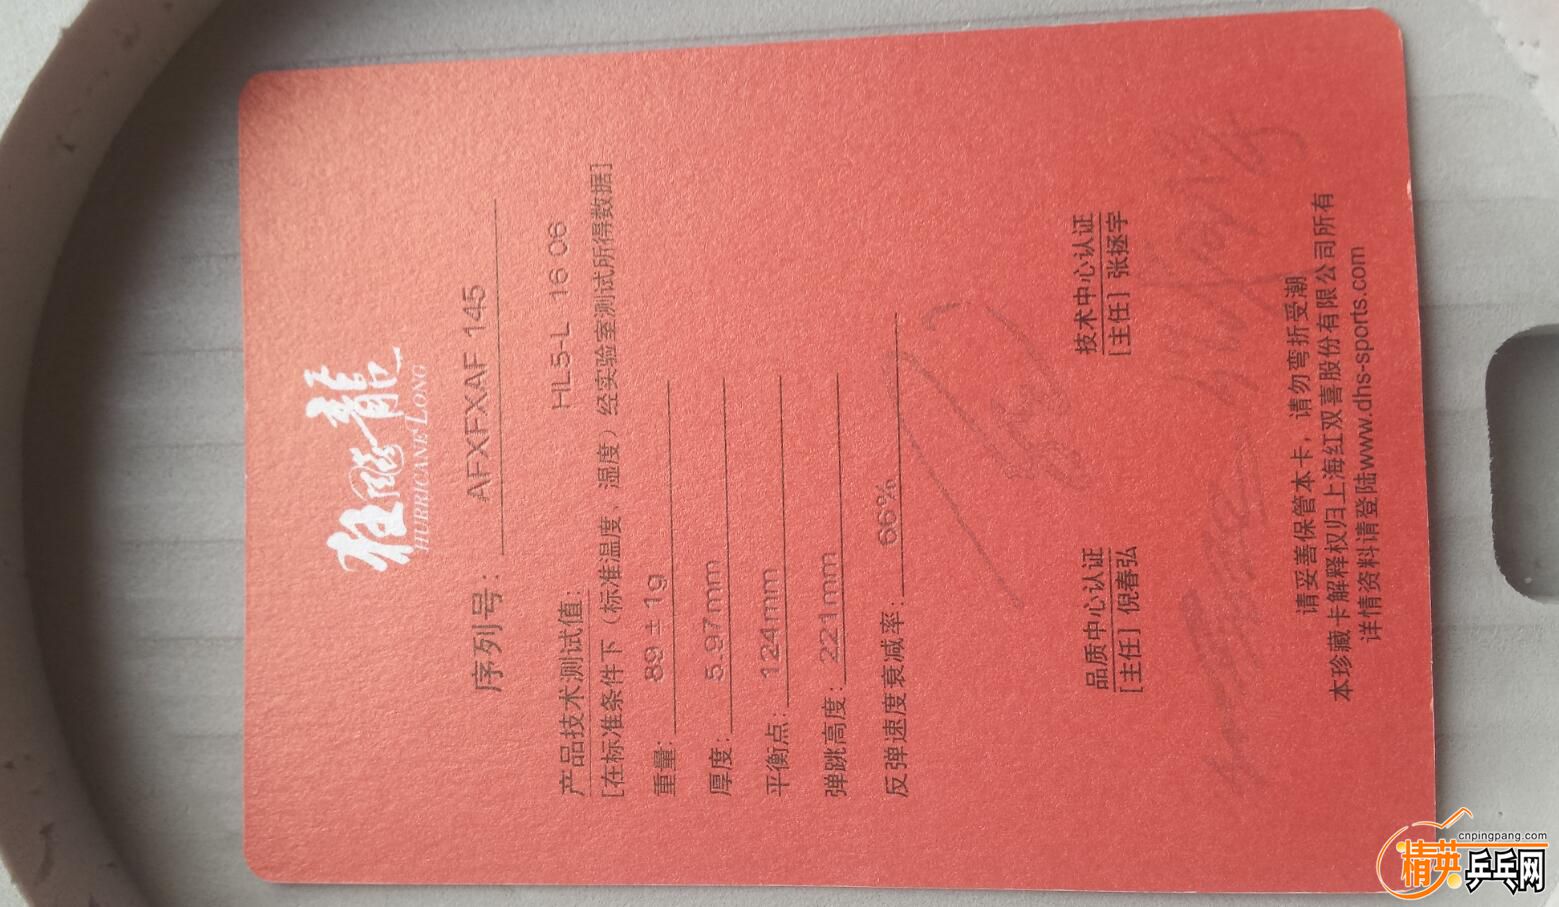 狂飚龍
HURRICANE LONG
序列号: AFXFXAF 145
产品技术测试值: HL5-L 16 06
[在标准条件下（标准温度、湿度）经实验室测试所得数据]
重量: 89±1g
厚度: 5.97mm
平衡点: 124mm
弹跳高度: 221mm
反弹速度衰减率: 66%
品质中心认证 技术中心认证
[主任] 倪春弘 [主任] 张拯宇
请妥善保管本卡，请勿弯折受潮
本珍藏卡解释权归上海红双喜股份有限公司所有
详情资料请登陆www.dhs-sports.com
cnpingpang.com
精英乒乓网